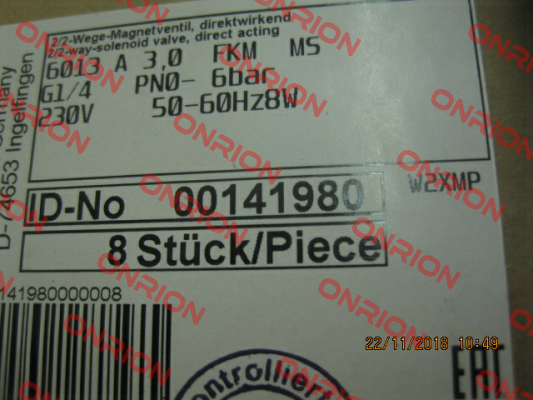 2/2-Wege-Magnetventil, direktwirkend
2/2-way-solenoid valve, direct acting
6013 A 3,0 FKM MS
G1/4 PN0- 6bar
230V 50-60Hz8W
W2XMP
ID-No 00141980
8 Stück/Piece
141980000008
D-74653 Ingelfingen
Germany
Kontrolliert
EAC
22/11/2018 10:49
ONRION